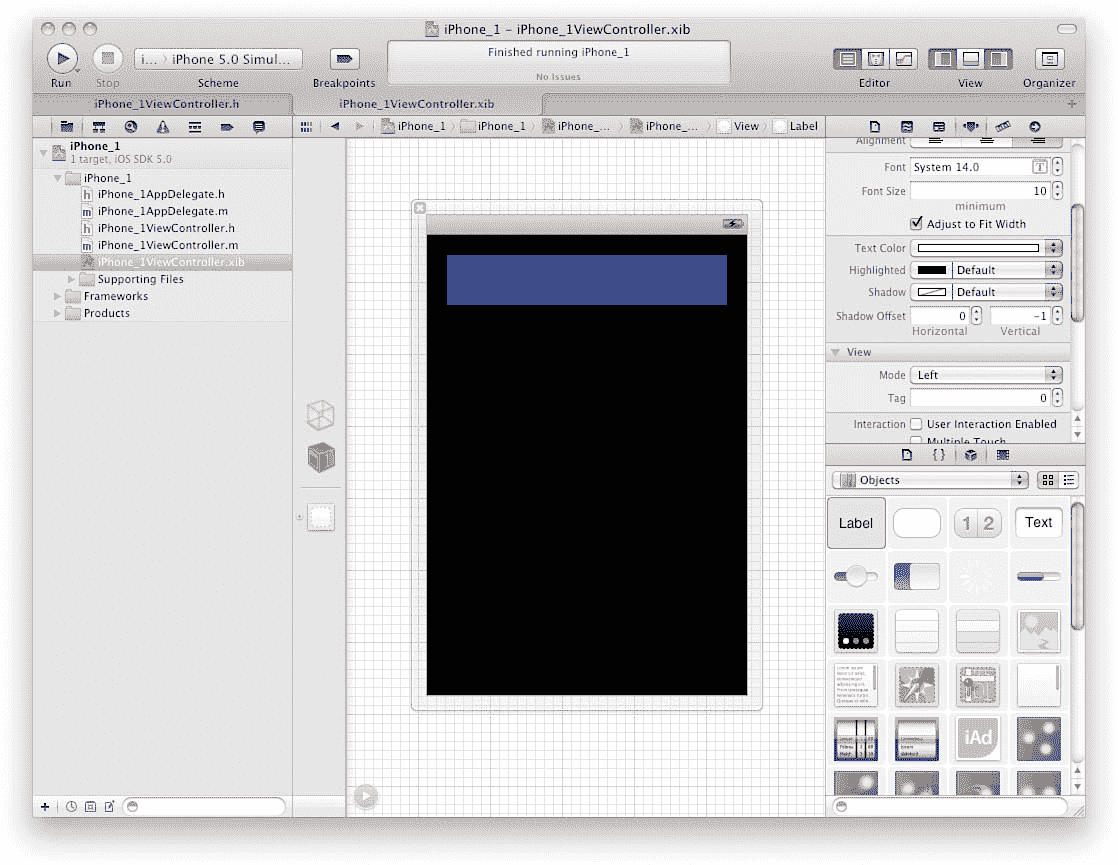 iPhone_1 – iPhone_1ViewController.xib
i... › iPhone 5.0 Simul...
Finished running iPhone_1
No Issues
Run
Stop
Scheme
Breakpoints
Editor
View
Organizer
iPhone_1ViewController.h
iPhone_1ViewController.xib
iPhone_1
iPhone_1
iPhone_...
iPhone_...
View
Label
iPhone_1
1 target, iOS SDK 5.0
iPhone_1
iPhone_1AppDelegate.h
iPhone_1AppDelegate.m
iPhone_1ViewController.h
iPhone_1ViewController.m
iPhone_1ViewController.xib
Supporting Files
Frameworks
Products
Alignment
Font System 14.0
Font Size 10
minimum
Adjust to Fit Width
Text Color
Highlighted Default
Shadow Default
Shadow Offset 0 -1
Horizontal Vertical
View
Mode Left
Tag 0
Interaction User Interaction Enabled
Multiple Touch
Objects
Label
1 2
Text
iAd